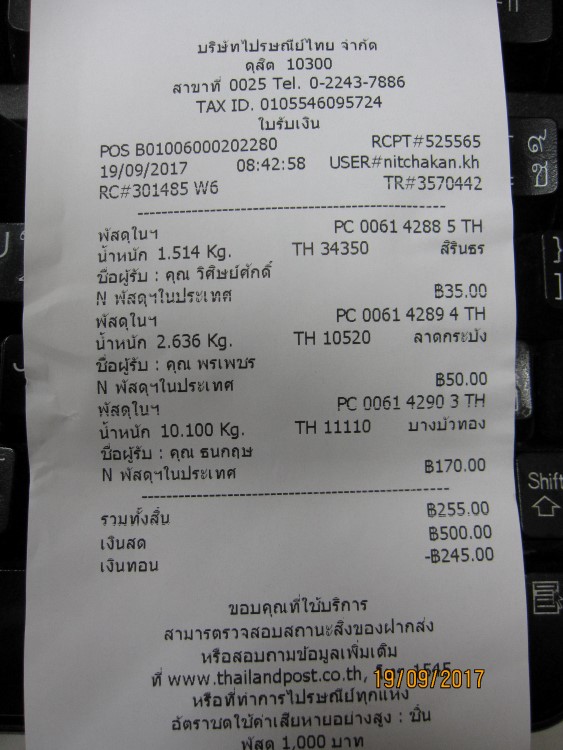 บริษัทไปรษณีย์ไทย จำกัด
ดุสิต 10300
สาขาที่ 0025 Tel. 0-2243-7886
TAX ID. 0105546095724
ใบรับเงิน
POS B01006000202280 RCPT#525565
19/09/2017 08:42:58 USER#nitchakan.kh
RC#301485 W6 TR#3570442
พัสดุในฯ PC 0061 4288 5 TH
น้ำหนัก 1.514 Kg. TH 34350 สิรินธร
ชื่อผู้รับ : คุณ วิศิษย์ศักดิ์
N พัสดุฯในประเทศ ฿35.00
พัสดุในฯ PC 0061 4289 4 TH
น้ำหนัก 2.636 Kg. TH 10520 ลาดกระบัง
ชื่อผู้รับ : คุณ พรเพชร
N พัสดุฯในประเทศ ฿50.00
พัสดุในฯ PC 0061 4290 3 TH
น้ำหนัก 10.100 Kg. TH 11110 บางบัวทอง
ชื่อผู้รับ : คุณ ธนกฤษ
N พัสดุฯในประเทศ ฿170.00
รวมทั้งสิ้น ฿255.00
เงินสด ฿500.00
เงินทอน -฿245.00
ขอบคุณที่ใช้บริการ
สามารถตรวจสอบสถานะสิ่งของฝากส่ง
หรือสอบถามข้อมูลเพิ่มเติม
ที่ www.thailandpost.co.th, โทร 1545
หรือที่ทำการไปรษณีย์ทุกแห่ง
อัตราชดใช้ค่าเสียหายอย่างสูง : ชิ้น
พัสดุ 1,000 บาท
19/09/2017
Shift